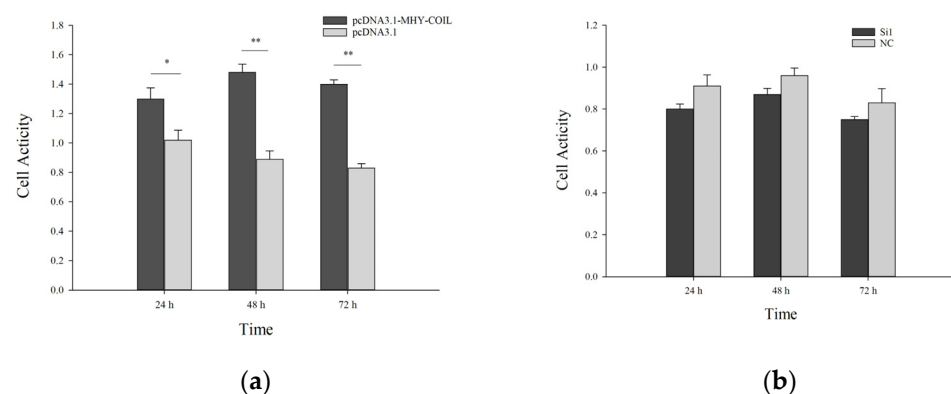 1.8
1.6
1.4
1.2
1.0
0.8
0.6
0.4
0.2
0.0
Cell Acticity
pcDNA3.1-MHY-COIL
pcDNA3.1
*
**
**
24 h 48 h 72 h
Time
(a)
1.2
1.0
0.8
0.6
0.4
0.2
0.0
Cell Acticity
Si1
NC
24 h 48 h 72 h
Time
(b)